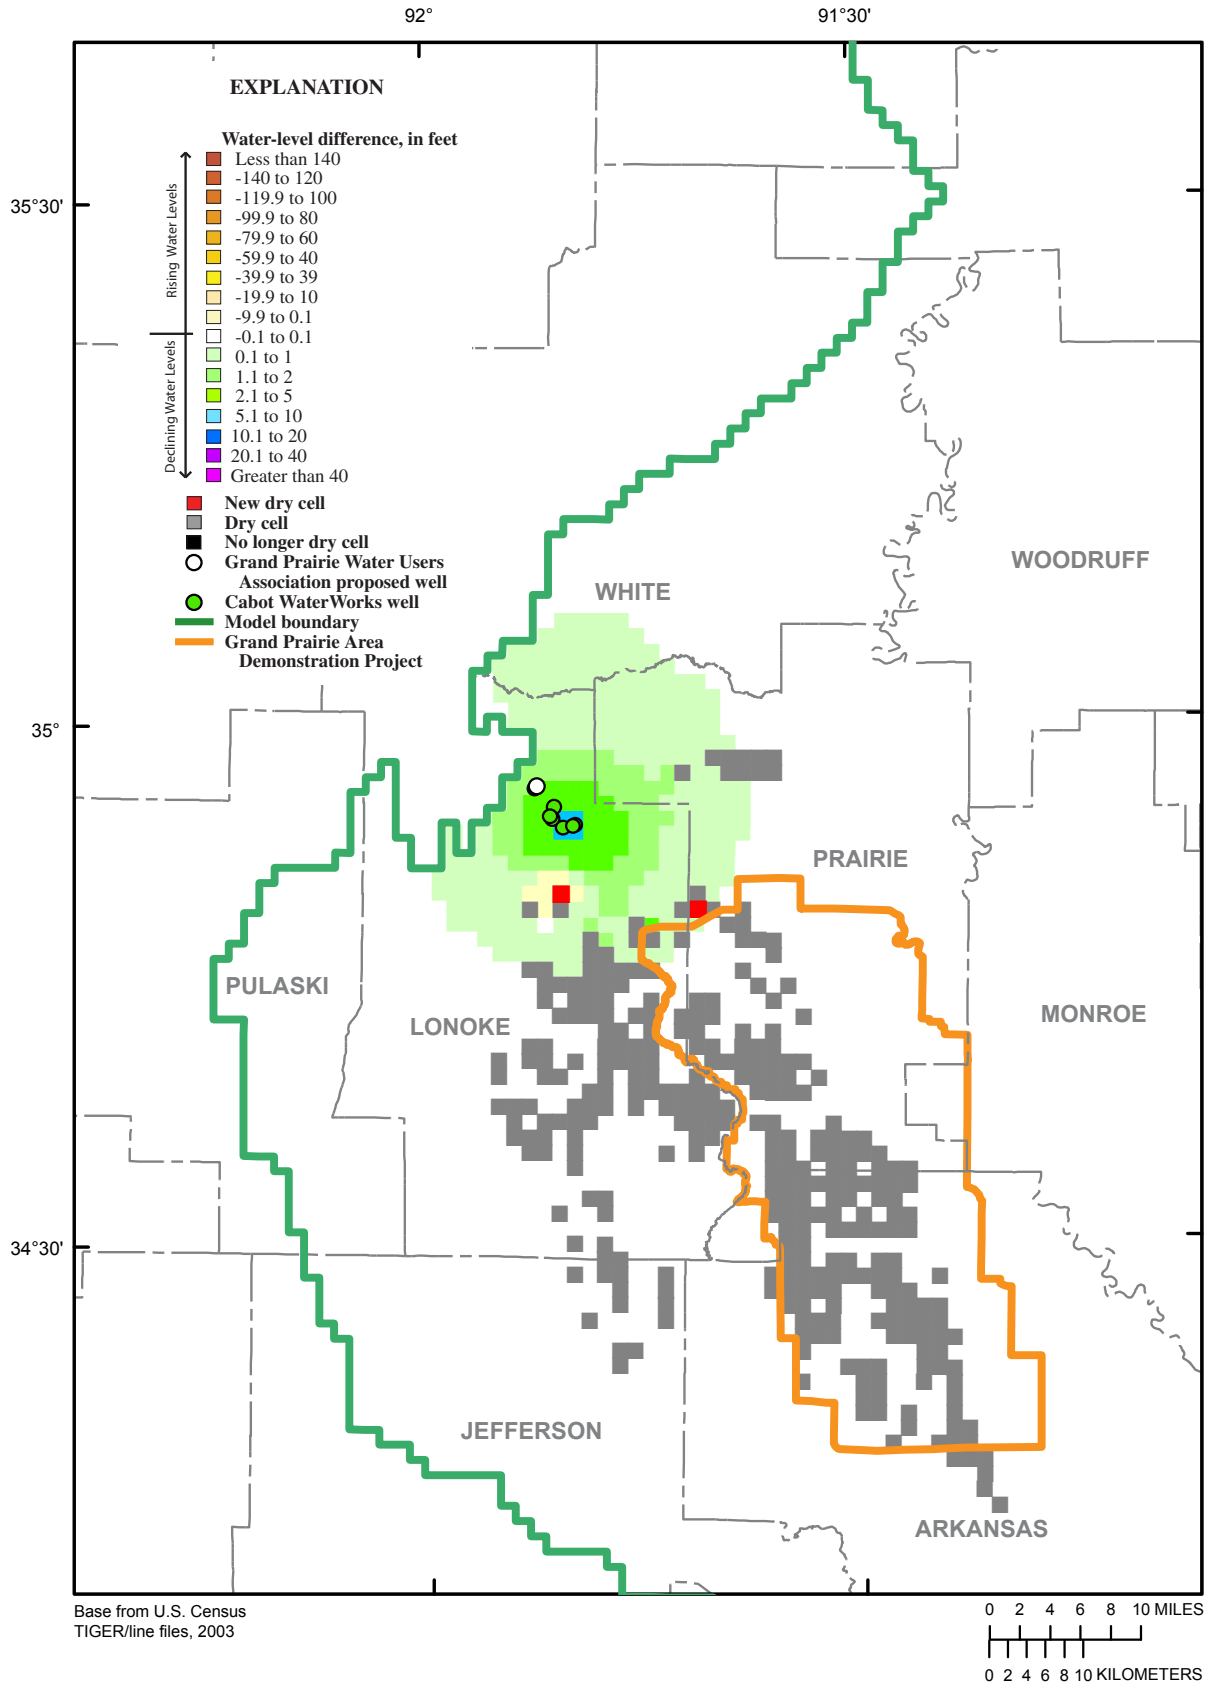 92°
91°30'
EXPLANATION
Water-level difference, in feet
Less than 140
-140 to 120
-119.9 to 100
-99.9 to 80
-79.9 to 60
-59.9 to 40
-39.9 to 39
-19.9 to 10
-9.9 to 0.1
-0.1 to 0.1
0.1 to 1
1.1 to 2
2.1 to 5
5.1 to 10
10.1 to 20
20.1 to 40
Greater than 40
Rising Water Levels
Declining Water Levels
New dry cell
Dry cell
No longer dry cell
Grand Prairie Water Users
Association proposed well
Cabot WaterWorks well
Model boundary
Grand Prairie Area
Demonstration Project
35°30'
35°
34°30'
WHITE
WOODRUFF
PRAIRIE
PULASKI
LONOKE
MONROE
JEFFERSON
ARKANSAS
Base from U.S. Census
TIGER/line files, 2003
0 2 4 6 8 10 MILES
0 2 4 6 8 10 KILOMETERS